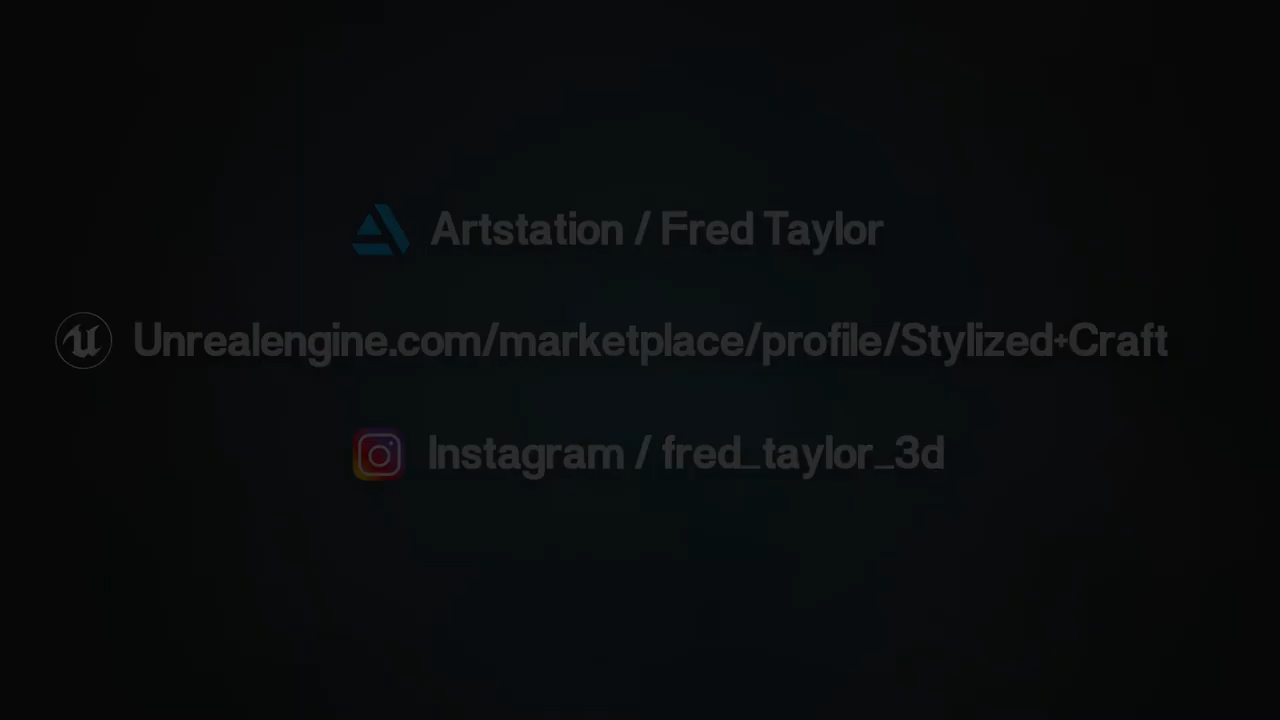 Artstation / Fred Taylor
Unrealengine.com/marketplace/profile/Stylized+Craft
Instagram / fred_taylor_3d